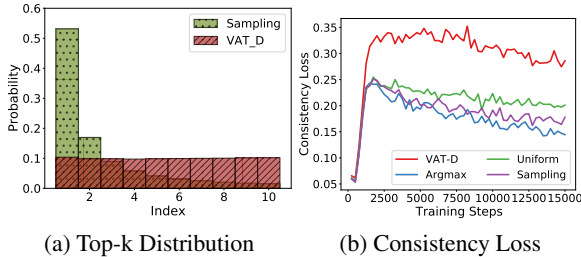 0.6
0.5
0.4
0.3
0.2
0.1
0.0
Probability
Sampling
VAT_D
2
4
6
8
10
Index
(a) Top-k Distribution
0.35
0.30
0.25
0.20
0.15
0.10
0.05
Consistency Loss
VAT-D
Argmax
Uniform
Sampling
0
2500
5000
7500
10000
12500
15000
Training Steps
(b) Consistency Loss